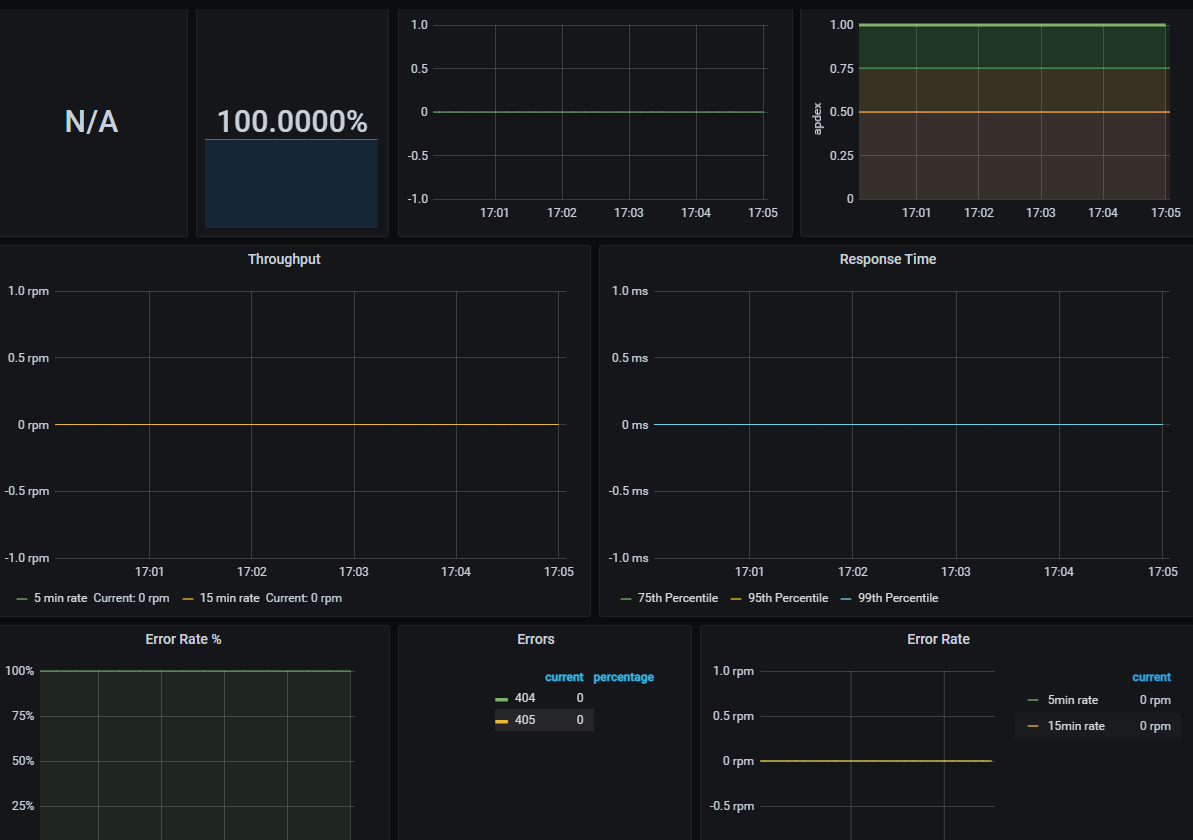 N/A
100.0000%
1.0
0.5
0
-0.5
-1.0
17:01 17:02 17:03 17:04 17:05
apdex
1.00
0.75
0.50
0.25
0
17:01 17:02 17:03 17:04 17:05
Throughput
1.0 rpm
0.5 rpm
0 rpm
-0.5 rpm
-1.0 rpm
17:01 17:02 17:03 17:04 17:05
5 min rate Current: 0 rpm 15 min rate Current: 0 rpm
Response Time
1.0 ms
0.5 ms
0 ms
-0.5 ms
-1.0 ms
17:01 17:02 17:03 17:04 17:05
75th Percentile 95th Percentile 99th Percentile
Error Rate %
100%
75%
50%
25%
Errors
current percentage
404 0
405 0
Error Rate
1.0 rpm
0.5 rpm
0 rpm
-0.5 rpm
current
5min rate 0 rpm
15min rate 0 rpm